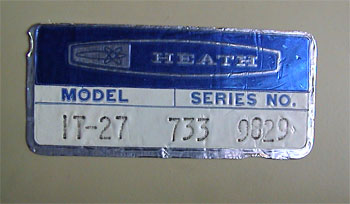 HEATH
MODEL SERIES NO.
IT-27 733 9829